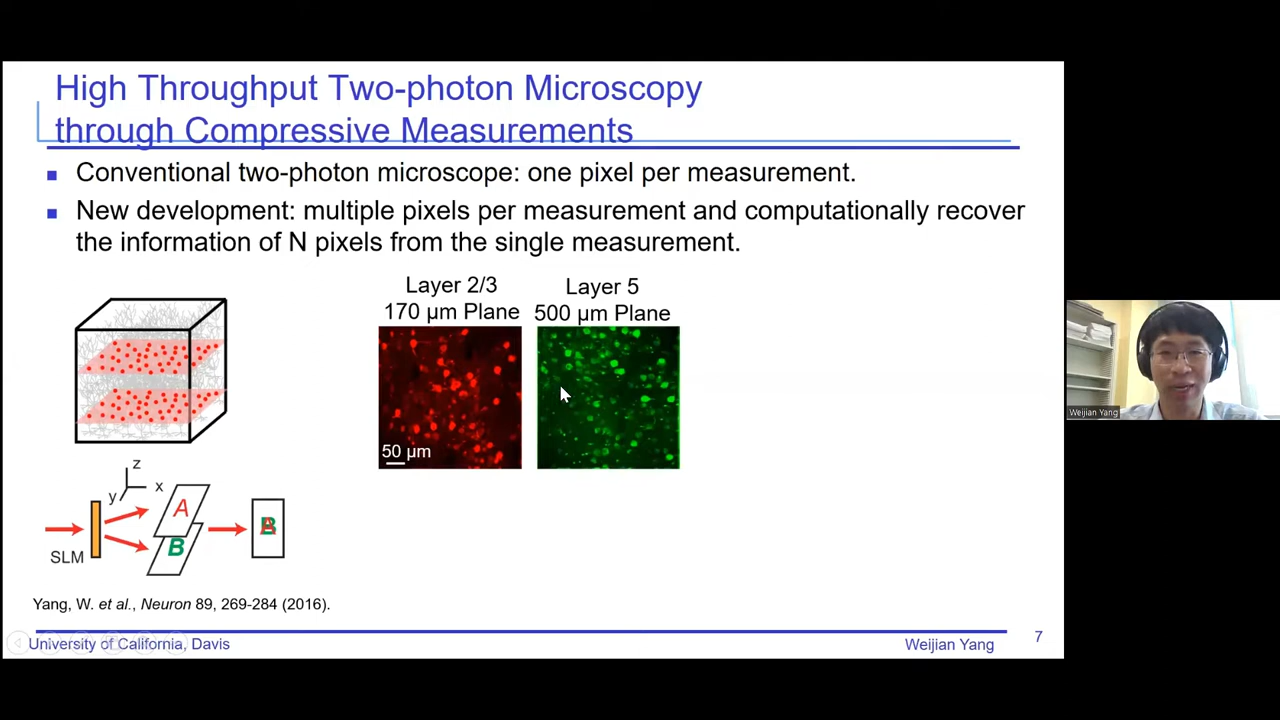 High Throughput Two-photon Microscopy
through Compressive Measurements
Conventional two-photon microscope: one pixel per measurement.
New development: multiple pixels per measurement and computationally recover
the information of N pixels from the single measurement.
Layer 2/3
170 μm Plane
Layer 5
500 μm Plane
50 μm
z
y
x
A
B
A
B
SLM
Yang, W. et al., Neuron 89, 269-284 (2016).
University of California, Davis
Weijian Yang
7
Weijian Yang